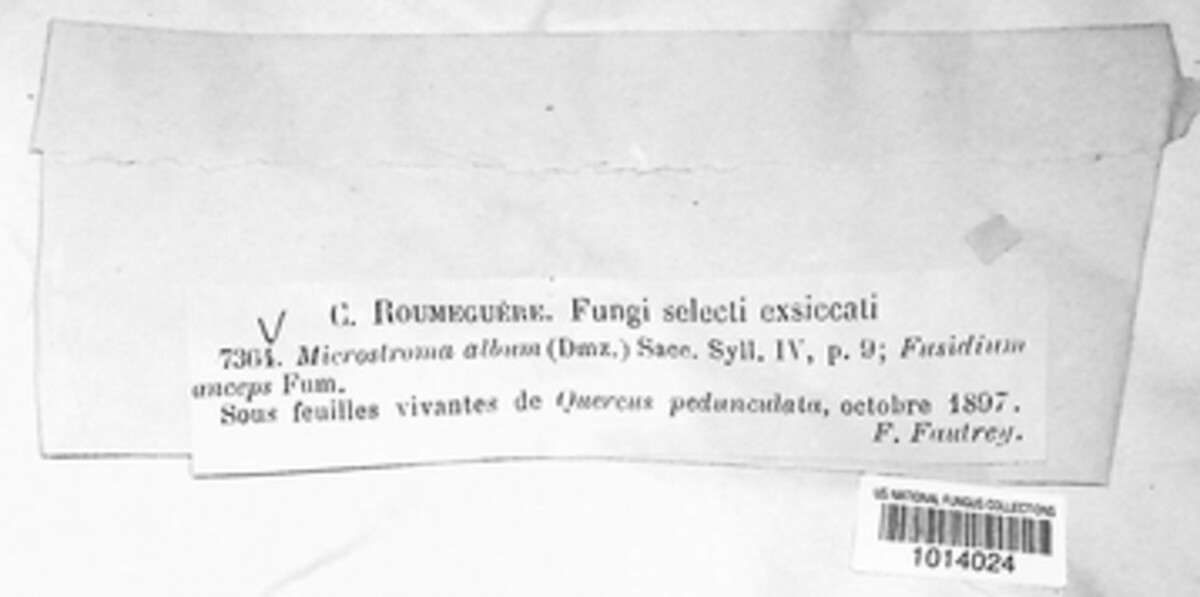 V C. ROUMEGUÈRE. Fungi selecti exsiccati
7364. Microstroma album (Dmz.) Sacc. Syll. IV, p. 9; Fusidium
anceps Fum.
Sous feuilles vivantes de Quercus pedunculata, octobre 1897.
F. Fautrey.
US NATIONAL FUNGUS COLLECTIONS
1014024